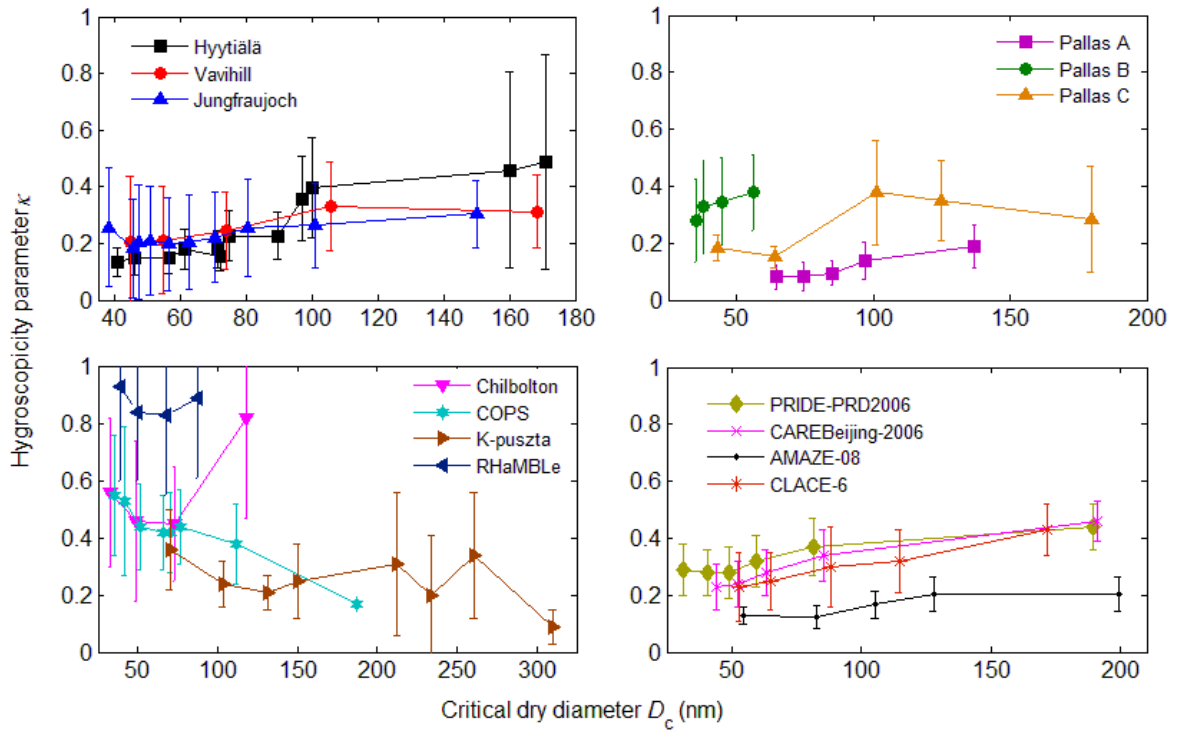 1
0.8
0.6
0.4
0.2
0
40 60 80 100 120 140 160 180
Hyytiälä
Vavihill
Jungfraujoch
1
0.8
0.6
0.4
0.2
0
50 100 150 200
Pallas A
Pallas B
Pallas C
Hygroscopicity parameter κ
1
0.8
0.6
0.4
0.2
0
50 100 150 200 250 300
Chilbolton
COPS
K-puszta
RHaMBLe
1
0.8
0.6
0.4
0.2
0
50 100 150 200
PRIDE-PRD2006
CAREBeijing-2006
AMAZE-08
CLACE-6
Critical dry diameter Dc (nm)